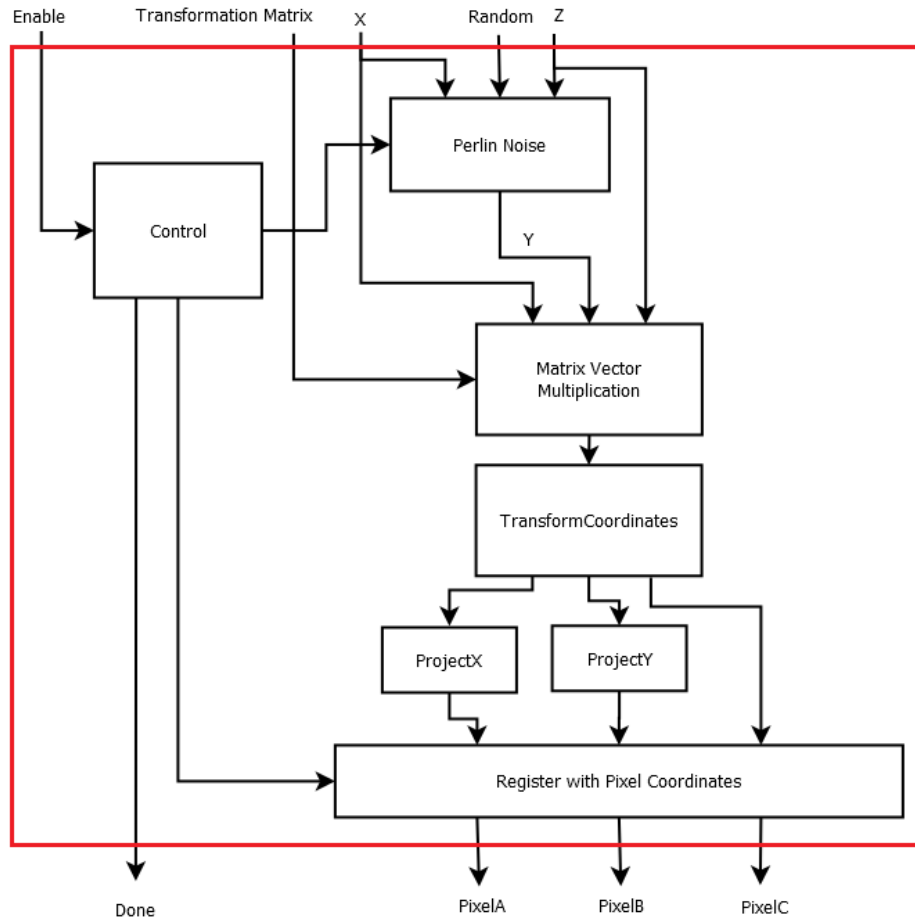 Enable
Transformation Matrix
X
Random
Z
Perlin Noise
Control
Y
Matrix Vector
Multiplication
TransformCoordinates
ProjectX
ProjectY
Register with Pixel Coordinates
Done
PixelA
PixelB
PixelC